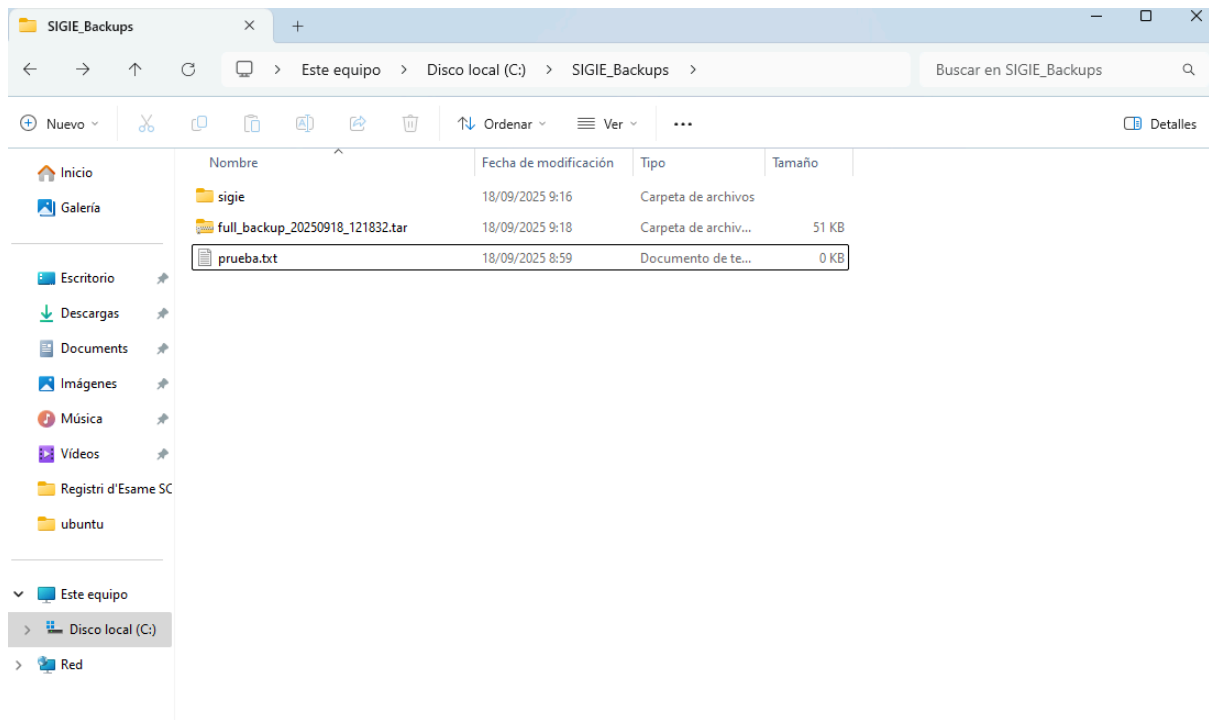 SIGIE_Backups
Este equipo > Disco local (C:) > SIGIE_Backups >
Buscar en SIGIE_Backups
Nuevo
Ordenar
Ver
Detalles
Nombre Fecha de modificación Tipo Tamaño
sigie 18/09/2025 9:16 Carpeta de archivos
full_backup_20250918_121832.tar 18/09/2025 9:18 Carpeta de archiv... 51 KB
prueba.txt 18/09/2025 8:59 Documento de te... 0 KB
Inicio
Galería
Escritorio
Descargas
Documents
Imágenes
Música
Vídeos
Registri d'Esame SC
ubuntu
Este equipo
Disco local (C:)
Red